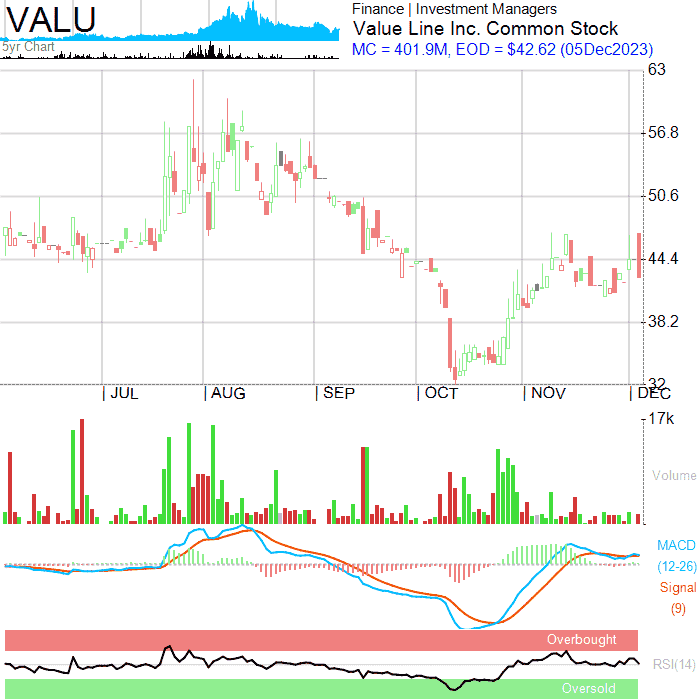 VALU
5yr Chart
Finance | Investment Managers
Value Line Inc. Common Stock
MC = 401.9M, EOD = $42.62 (05Dec2023)
63
56.8
50.6
44.4
38.2
32
| JUL | AUG | SEP | OCT | NOV | DEC
17k
Volume
MACD
(12-26)
Signal
(9)
Overbought
RSI(14)
Oversold